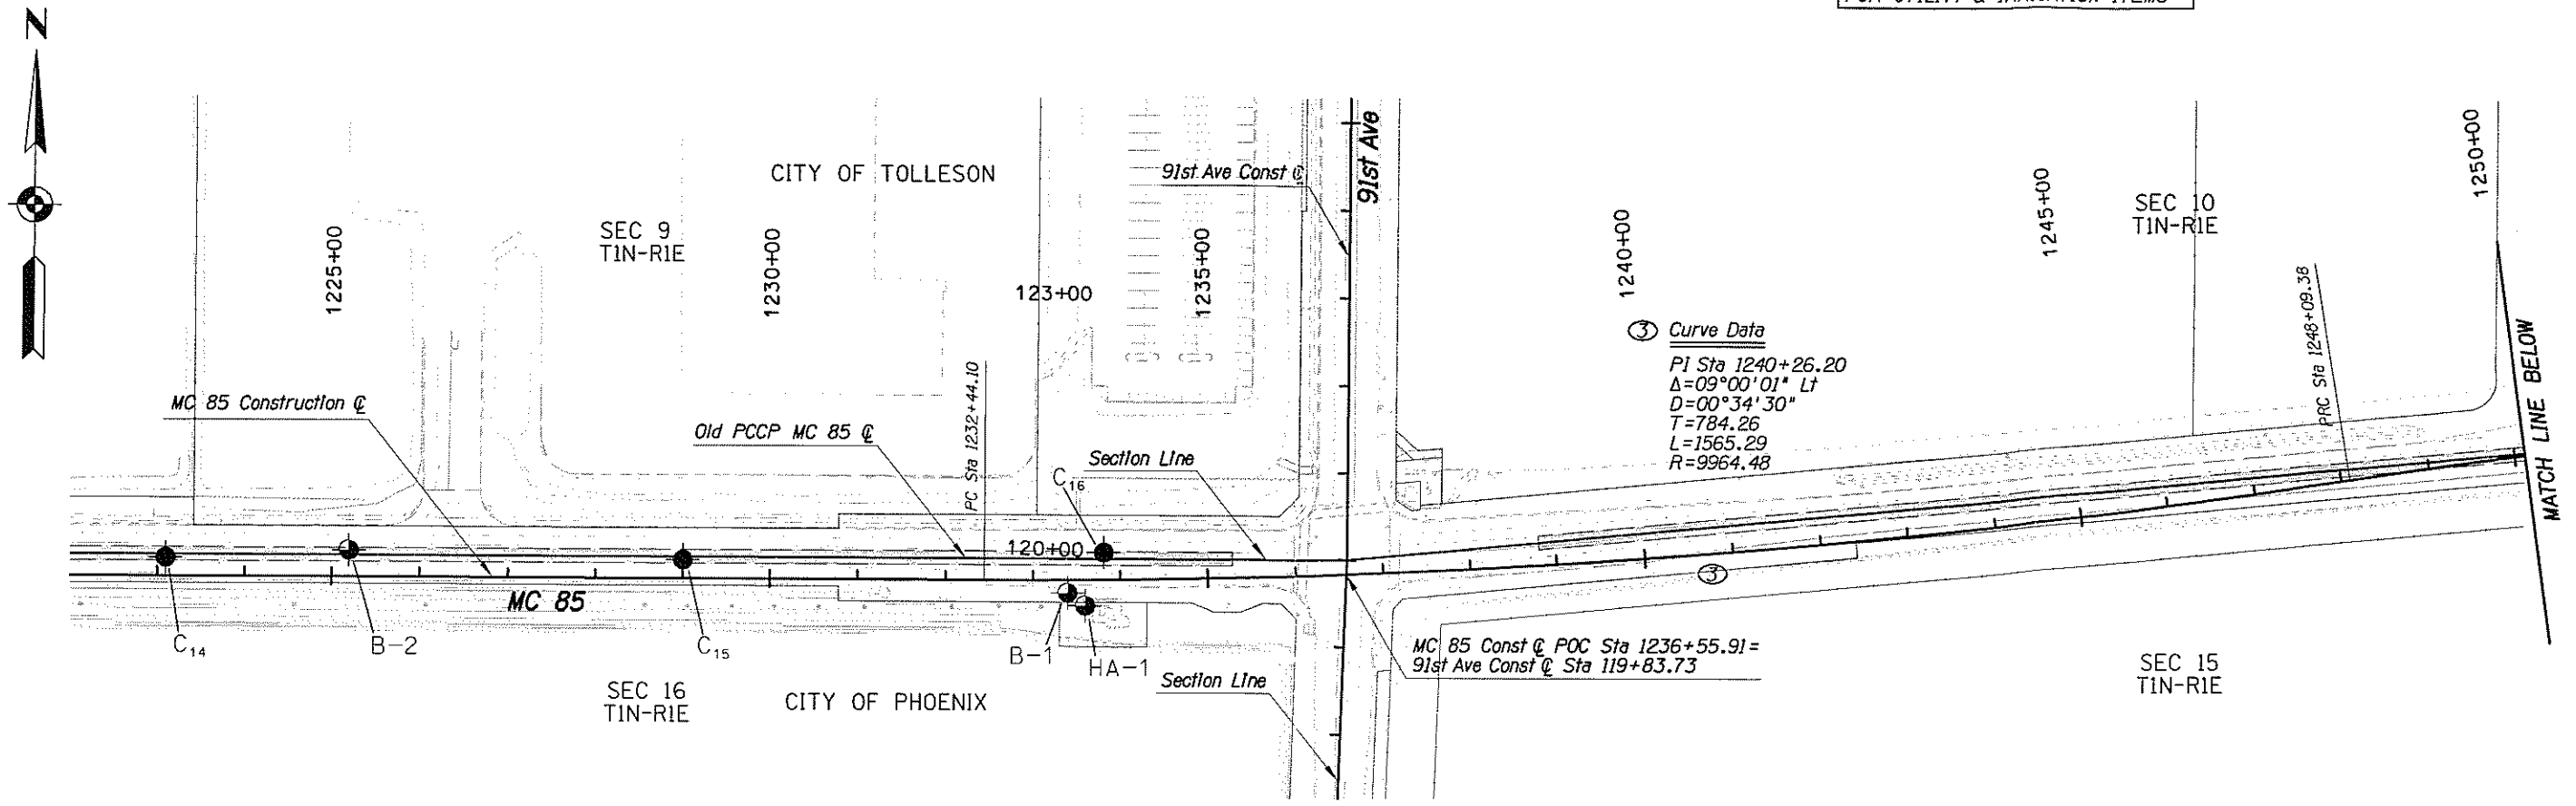 N
CITY OF TOLLESON
91st Ave Const ℄
91st Ave
SEC 9
T1N-R1E
SEC 10
T1N-R1E
1225+00
1230+00
123+00
1235+00
1240+00
1245+00
1250+00
③ Curve Data
PI Sta 1240+26.20
Δ=09°00'01" Lt
D=00°34'30"
T=784.26
L=1565.29
R=9964.48
PRC Sta 1248+09.38
MATCH LINE BELOW
MC 85 Construction ℄
Old PCCP MC 85 ℄
PC Sta 1232+44.10
Section Line
C16
120+00
MC 85
③
C14
B-2
C15
B-1
HA-1
MC 85 Const ℄ POC Sta 1236+55.91=
91st Ave Const ℄ Sta 119+83.73
Section Line
SEC 16
T1N-R1E
CITY OF PHOENIX
SEC 15
T1N-R1E